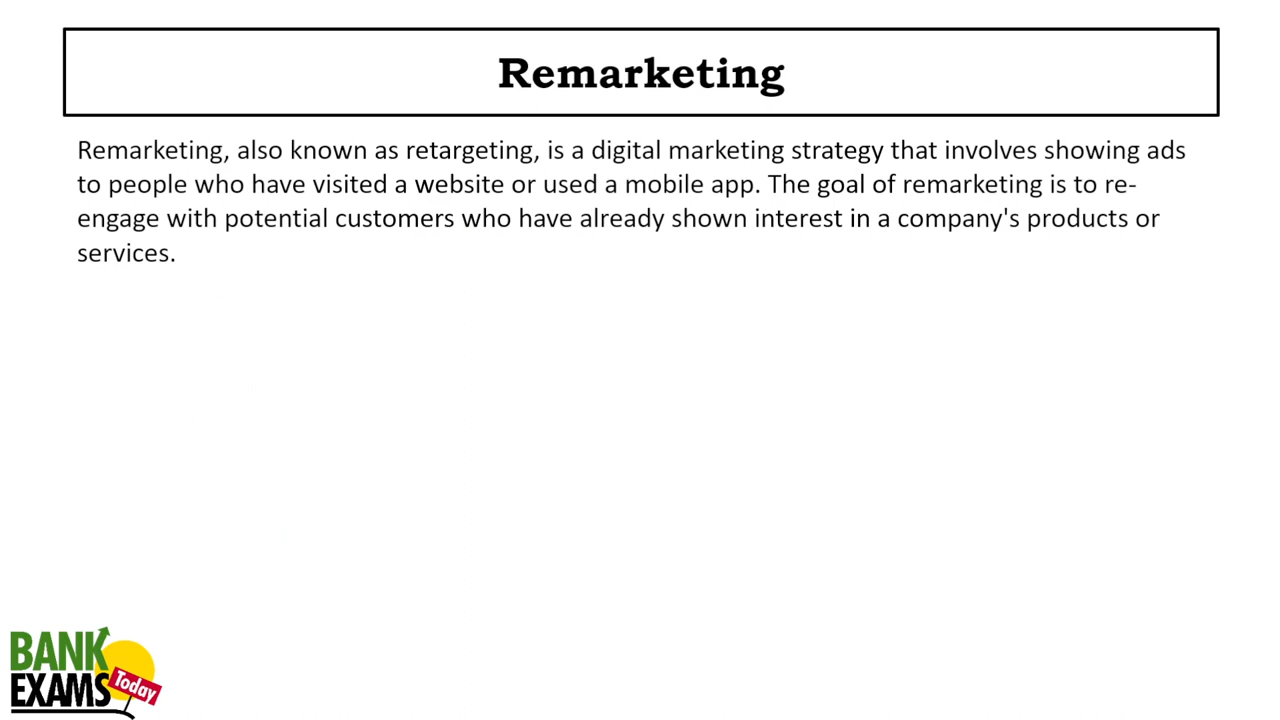 Remarketing
Remarketing, also known as retargeting, is a digital marketing strategy that involves showing ads
to people who have visited a website or used a mobile app. The goal of remarketing is to re-
engage with potential customers who have already shown interest in a company's products or
services.
BANK
EXAMS
Today